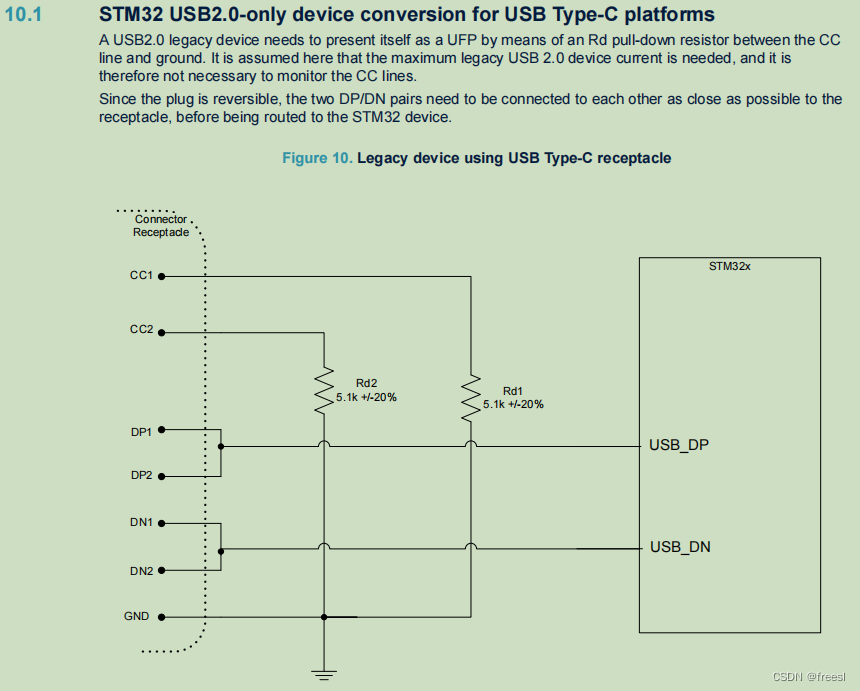 10.1 STM32 USB2.0-only device conversion for USB Type-C platforms
A USB2.0 legacy device needs to present itself as a UFP by means of an Rd pull-down resistor between the CC
line and ground. It is assumed here that the maximum legacy USB 2.0 device current is needed, and it is
therefore not necessary to monitor the CC lines.
Since the plug is reversible, the two DP/DN pairs need to be connected to each other as close as possible to the
receptacle, before being routed to the STM32 device.
Figure 10. Legacy device using USB Type-C receptacle
Connector
Receptacle
STM32x
CC1
CC2
Rd2
5.1k +/-20%
Rd1
5.1k +/-20%
DP1
USB_DP
DP2
DN1
USB_DN
DN2
GND
CSDN @freesl